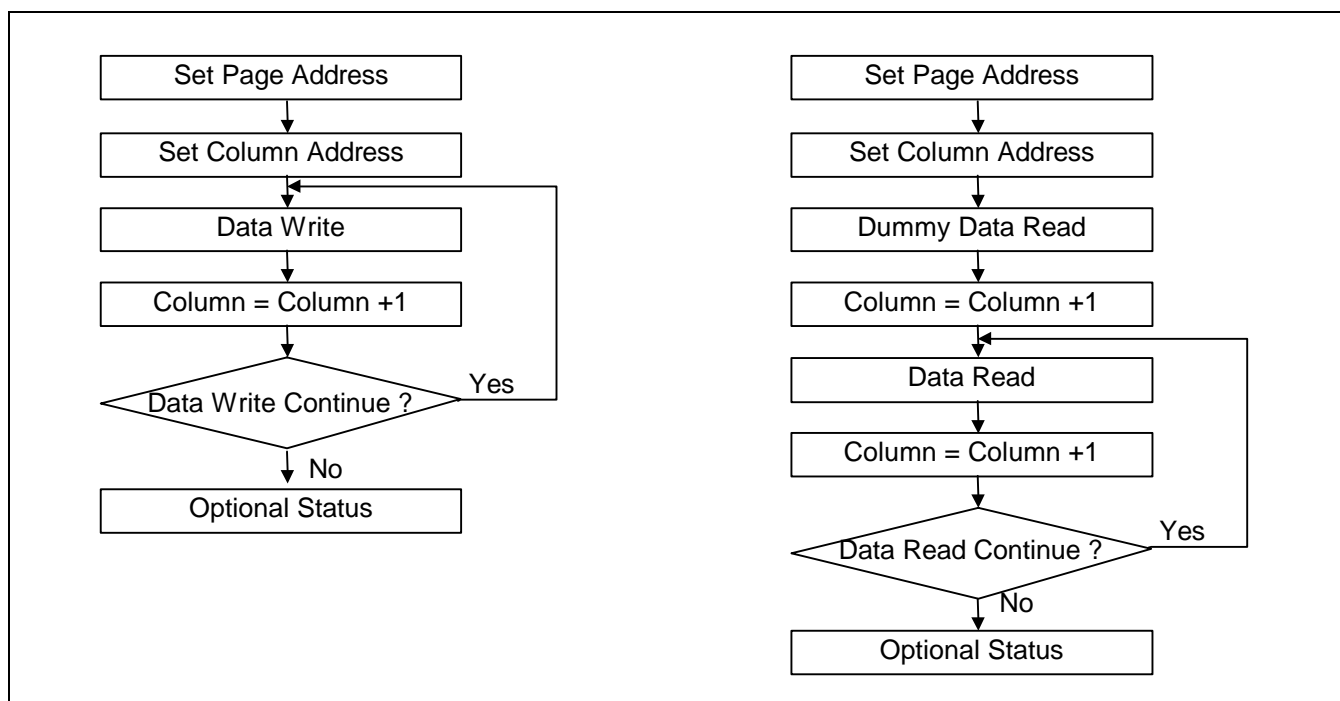 Set Page Address
Set Column Address
Data Write
Column = Column +1
Data Write Continue ?
Yes
No
Optional Status
Set Page Address
Set Column Address
Dummy Data Read
Column = Column +1
Data Read
Column = Column +1
Data Read Continue ?
Yes
No
Optional Status